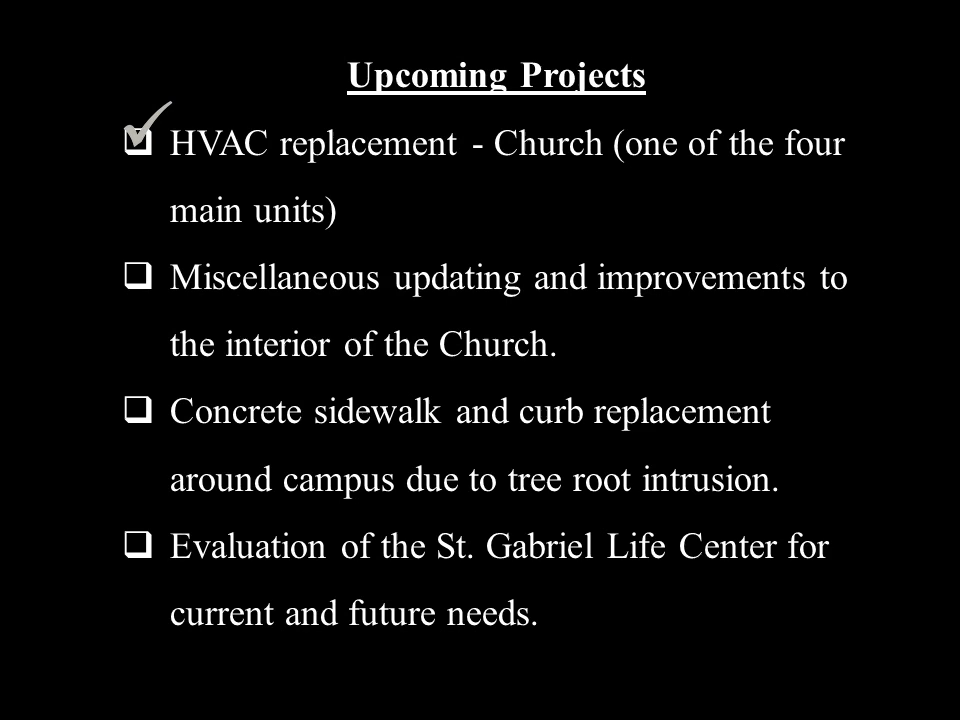 Upcoming Projects
HVAC replacement - Church (one of the four
main units)
Miscellaneous updating and improvements to
the interior of the Church.
Concrete sidewalk and curb replacement
around campus due to tree root intrusion.
Evaluation of the St. Gabriel Life Center for
current and future needs.